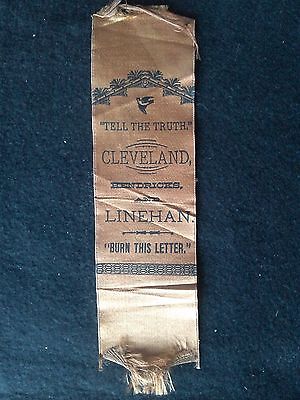 "TELL THE TRUTH."
CLEVELAND,
HENDRICKS,
AND
LINEHAN.
"BURN THIS LETTER."